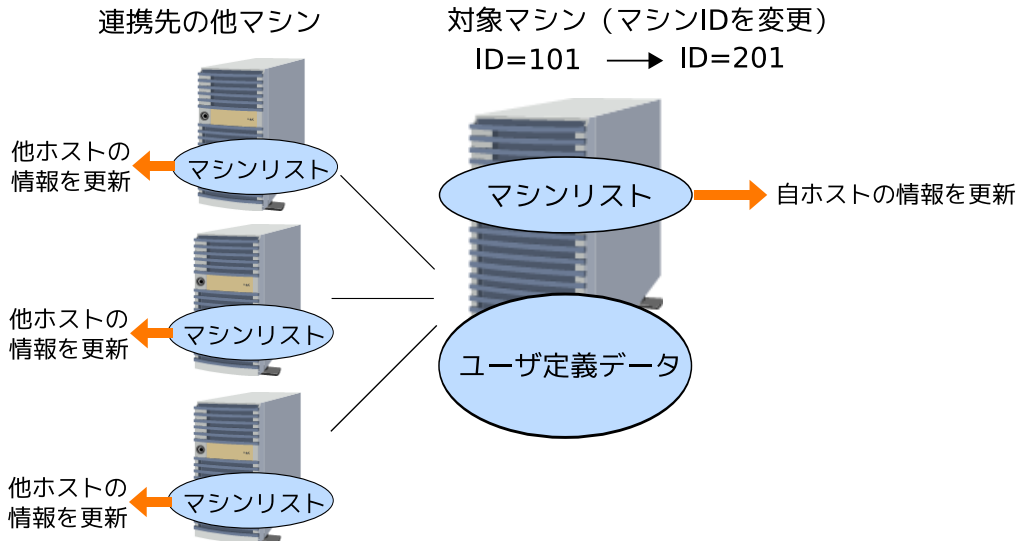 連携先の他マシン
対象マシン（マシンIDを変更）
ID=101 → ID=201
他ホストの
情報を更新
マシンリスト
マシンリスト
自ホストの情報を更新
他ホストの
情報を更新
マシンリスト
ユーザ定義データ
他ホストの
情報を更新
マシンリスト